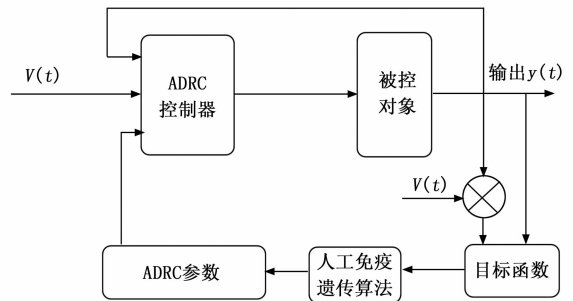 V(t)
ADRC
控制器
被控
对象
输出y(t)
V(t)
ADRC参数
人工免疫
遗传算法
目标函数